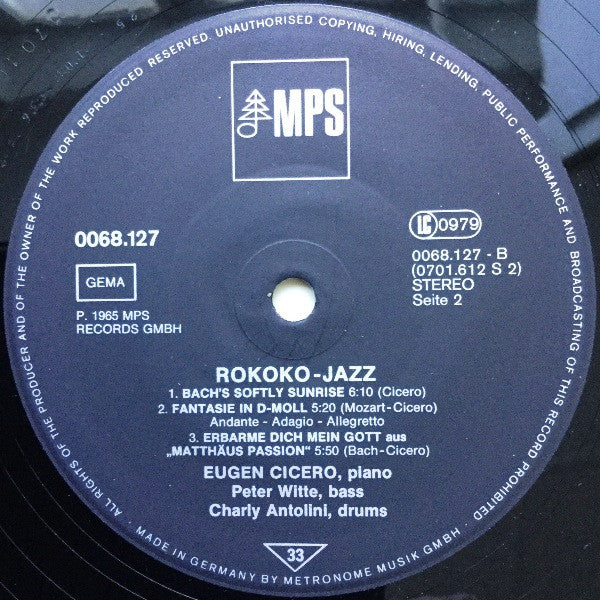 ALL RIGHTS OF THE PRODUCER AND OF THE OWNER OF THE WORK REPRODUCED RESERVED. UNAUTHORISED COPYING, HIRING, LENDING, PUBLIC PERFORMANCE AND BROADCASTING OF THIS RECORD PROHIBITED
MPS
0068.127
GEMA
P. 1965 MPS
RECORDS GMBH
LC 0979
0068.127 - B
(0701.612 S 2)
STEREO
Seite 2
ROKOKO-JAZZ
1. BACH'S SOFTLY SUNRISE 6:10 (Cicero)
2. FANTASIE IN D-MOLL 5:20 (Mozart-Cicero)
Andante - Adagio - Allegretto
3. ERBARME DICH MEIN GOTT aus
„MATTHÄUS PASSION" 5:50 (Bach-Cicero)
EUGEN CICERO, piano
Peter Witte, bass
Charly Antolini, drums
33
MADE IN GERMANY BY METRONOME MUSIK GMBH